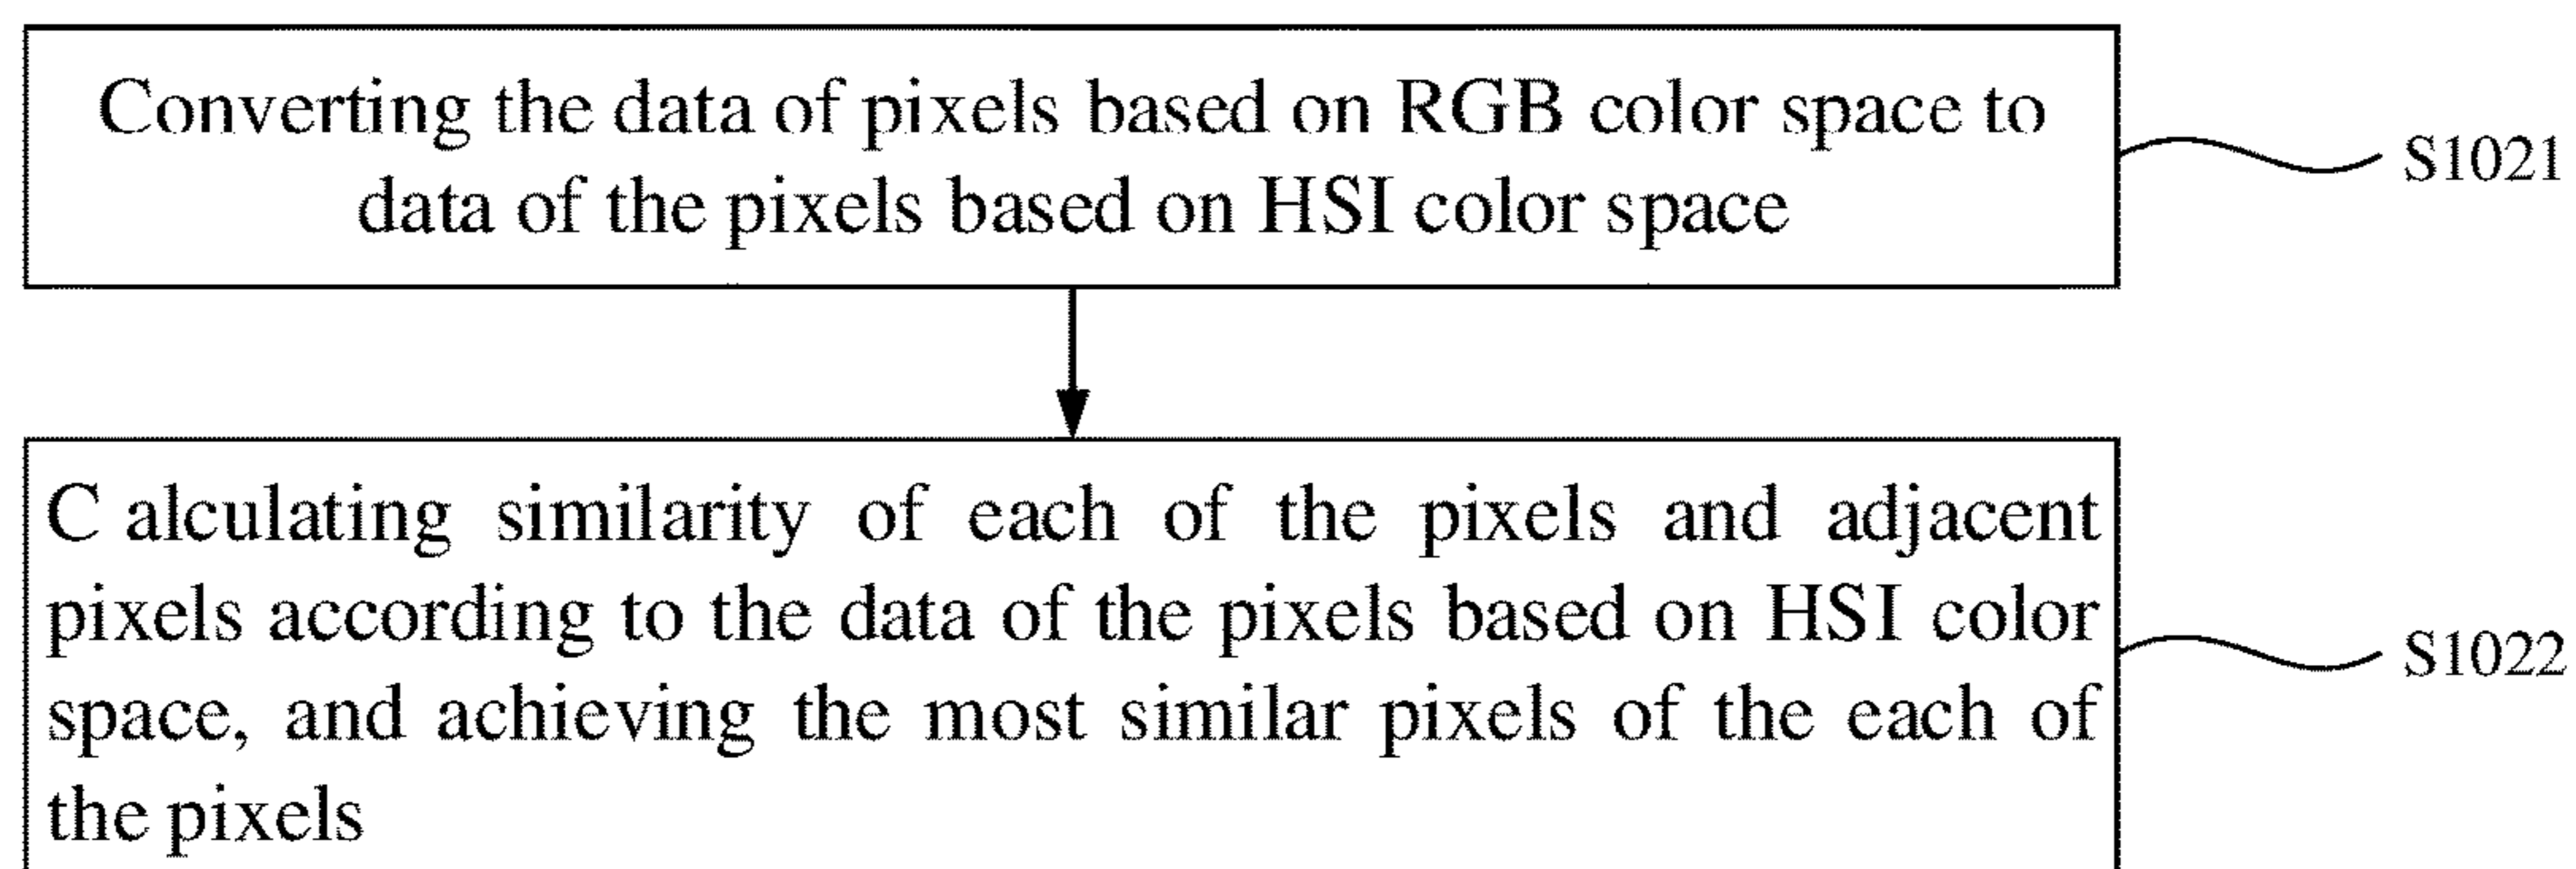 Converting the data of pixels based on RGB color space to
data of the pixels based on HSI color space
S1021
C alculating similarity of each of the pixels and adjacent
pixels according to the data of the pixels based on HSI color
space, and achieving the most similar pixels of the each of
the pixels
S1022